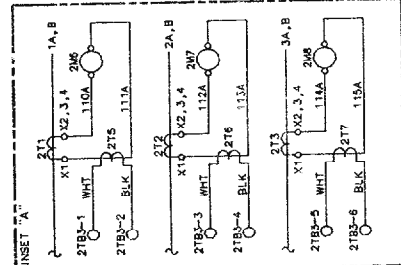 INSET "A"
1A,B
2T1
X1
X2,3,4
2M6
110A
111A
2T5
WHT
BLK
2TB3-1
2TB3-2
2A,B
2T2
X1
X2,3,4
2M7
112A
113A
2T6
WHT
BLK
2TB3-3
2TB3-4
3A,B
2T3
X1
X2,3,4
2M8
114A
115A
2T7
WHT
BLK
2TB3-5
2TB3-6